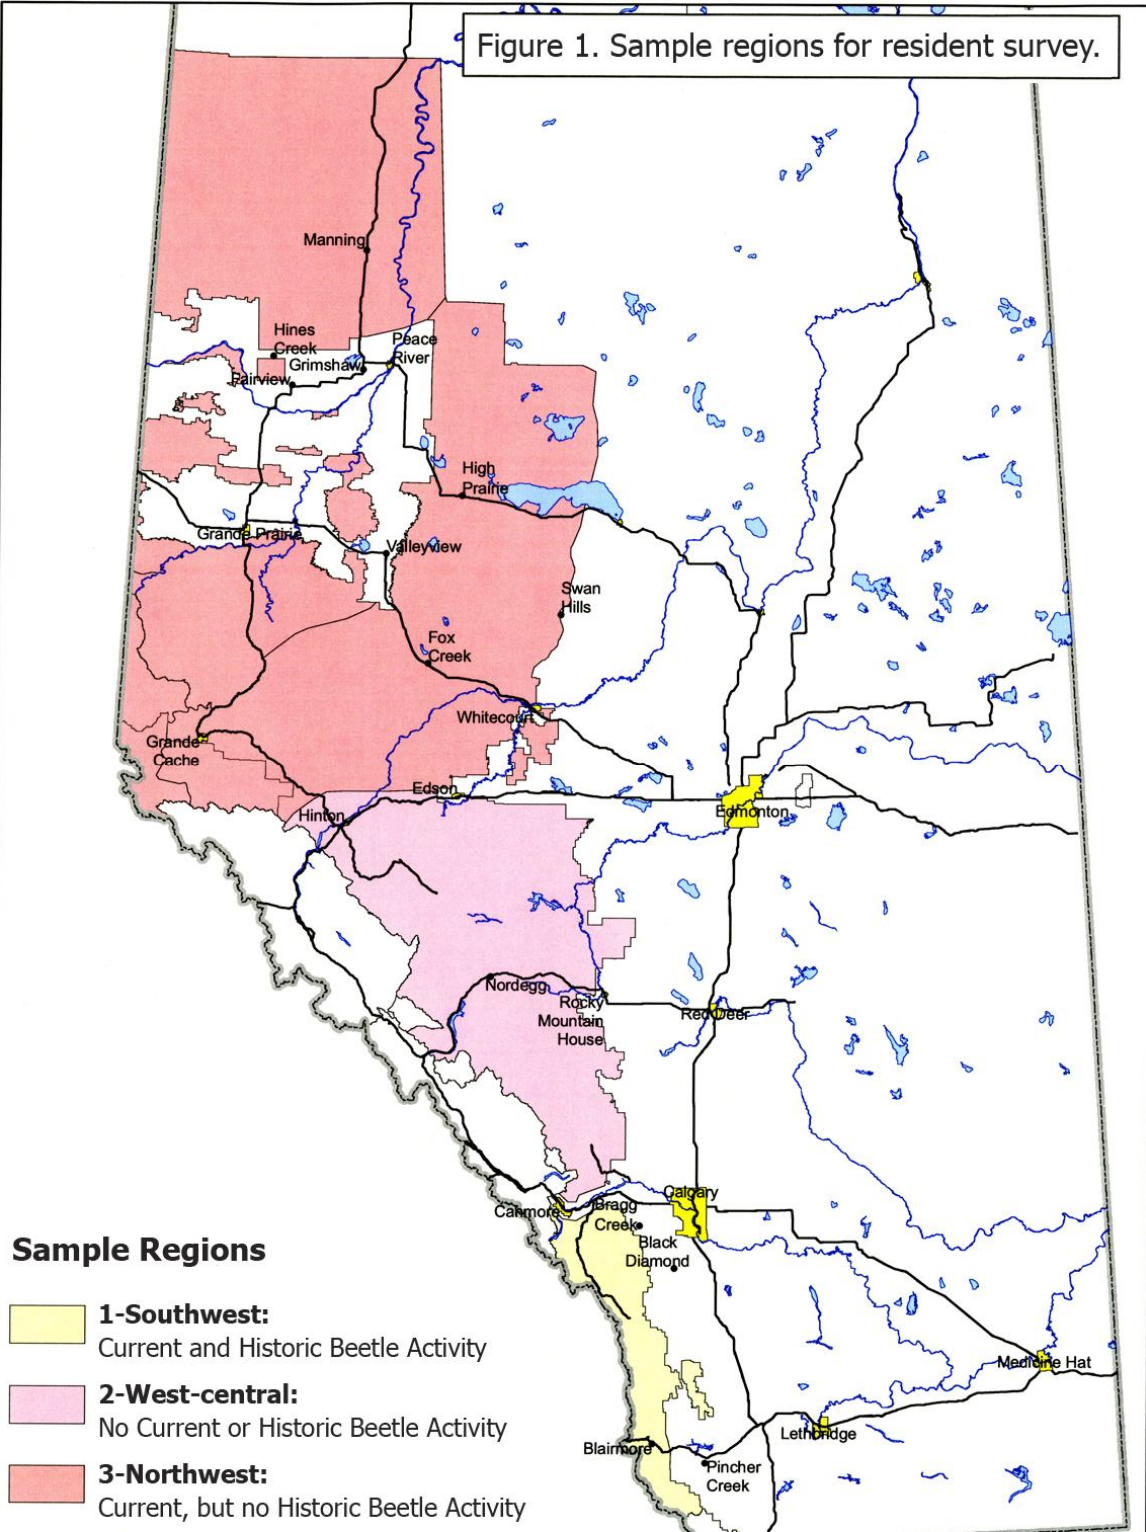 Figure 1. Sample regions for resident survey.
Manning
Hines
Creek
Peace
River
Grimshaw
Fairview
High
Prairie
Grande Prairie
Valleyview
Swan
Hills
Fox
Creek
Whitecourt
Grande
Cache
Edson
Hinton
Edmonton
Nordegg
Rocky
Mountain
House
Red Deer
Calgary
Canmore
Bragg
Creek
Black
Diamond
Sample Regions
1-Southwest:
Current and Historic Beetle Activity
2-West-central:
No Current or Historic Beetle Activity
3-Northwest:
Current, but no Historic Beetle Activity
Medicine Hat
Lethbridge
Blairmore
Pincher
Creek